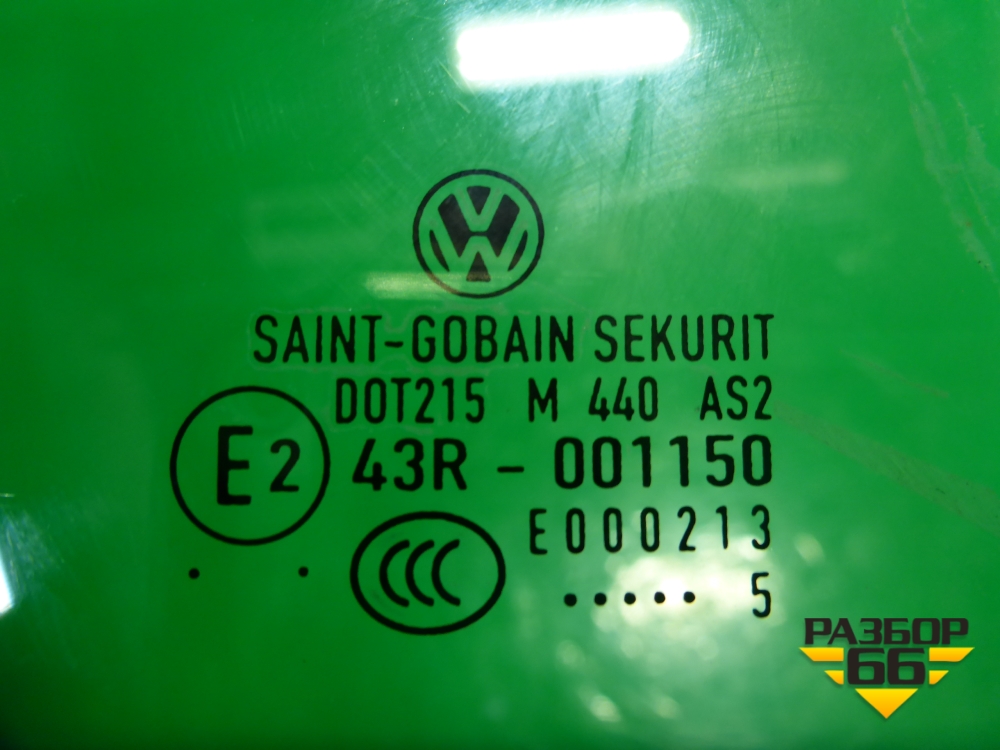 SAINT-GOBAIN SEKURIT
DOT215 M 440 AS2
E2 43R - 001150
E000213
CCC
..... 5
РАЗБОР
66